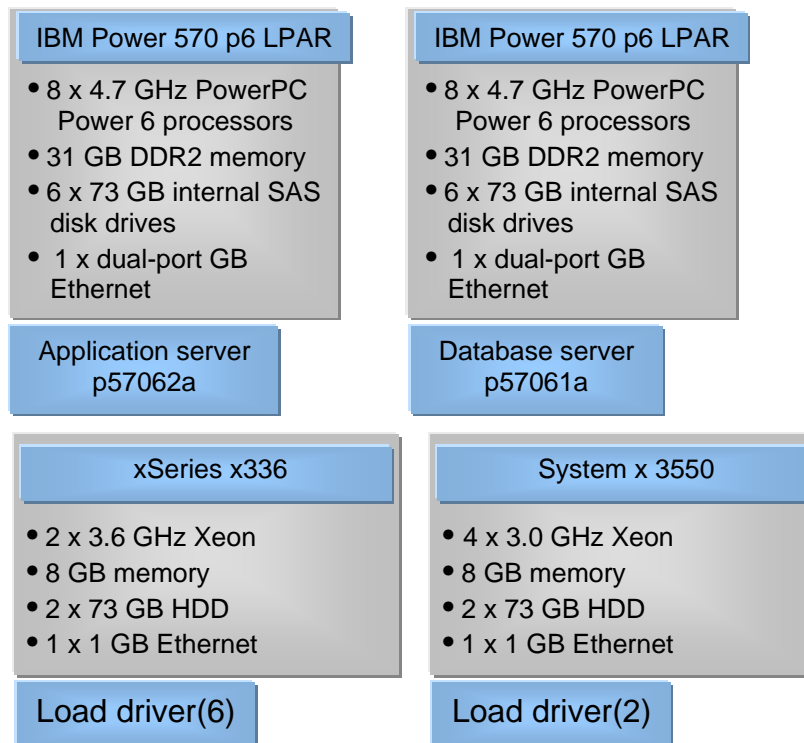 IBM Power 570 p6 LPAR
• 8 x 4.7 GHz PowerPC
Power 6 processors
• 31 GB DDR2 memory
• 6 x 73 GB internal SAS
disk drives
• 1 x dual-port GB
Ethernet
Application server
p57062a
IBM Power 570 p6 LPAR
• 8 x 4.7 GHz PowerPC
Power 6 processors
• 31 GB DDR2 memory
• 6 x 73 GB internal SAS
disk drives
• 1 x dual-port GB
Ethernet
Database server
p57061a
xSeries x336
• 2 x 3.6 GHz Xeon
• 8 GB memory
• 2 x 73 GB HDD
• 1 x 1 GB Ethernet
Load driver(6)
System x 3550
• 4 x 3.0 GHz Xeon
• 8 GB memory
• 2 x 73 GB HDD
• 1 x 1 GB Ethernet
Load driver(2)